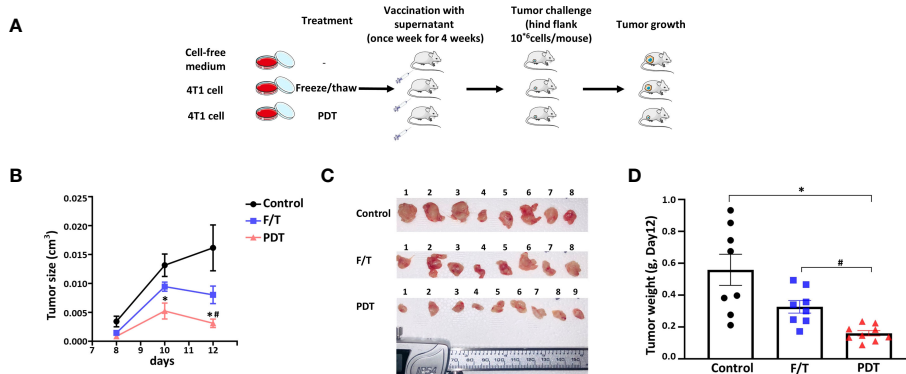 A
Treatment
Vaccination with
supernatant
(once week for 4 weeks)
Tumor challenge
(hind flank
10^*6cells/mouse)
Tumor growth
Cell-free
medium
-
4T1 cell
Freeze/thaw
4T1 cell
PDT
B
Tumor size (cm³)
0.025
0.020
0.015
0.010
0.005
0.000
7 8 9 10 11 12 13
days
Control
F/T
PDT
*
*#
C
1 2 3 4 5 6 7 8
Control
1 2 3 4 5 6 7 8
F/T
1 2 3 4 5 6 7 8 9
PDT
D
Tumor weight (g, Day12)
1.0
0.8
0.6
0.4
0.2
0.0
*
#
Control F/T PDT